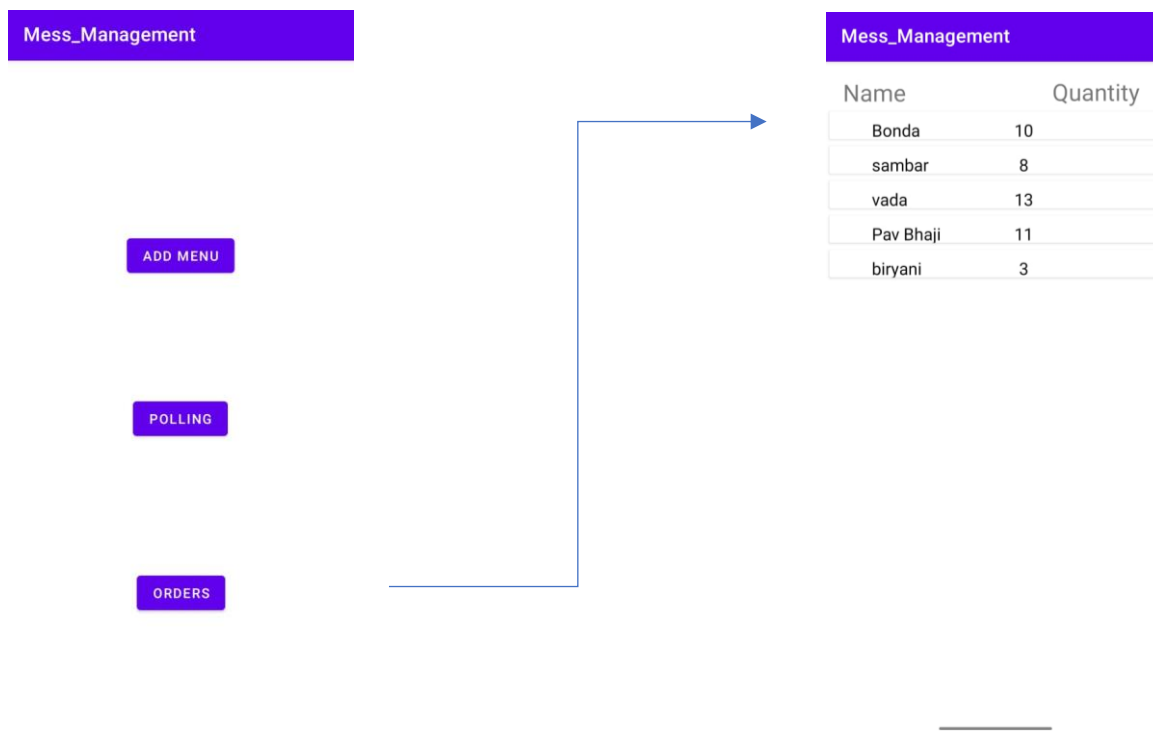 Mess_Management
ADD MENU
POLLING
ORDERS
Mess_Management
Name Quantity
Bonda 10
sambar 8
vada 13
Pav Bhaji 11
biryani 3